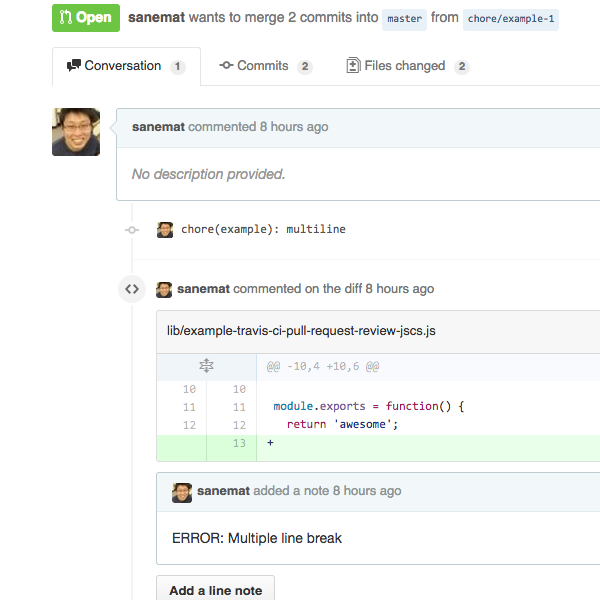 Open sanemat wants to merge 2 commits into master from chore/example-1
Conversation 1 Commits 2 Files changed 2
sanemat commented 8 hours ago
No description provided.
chore(example): multiline
sanemat commented on the diff 8 hours ago
lib/example-travis-ci-pull-request-review-jscs.js
@@ -10,4 +10,6 @@
10 10
11 11 module.exports = function() {
12 12 return 'awesome';
13 +
sanemat added a note 8 hours ago
ERROR: Multiple line break
Add a line note